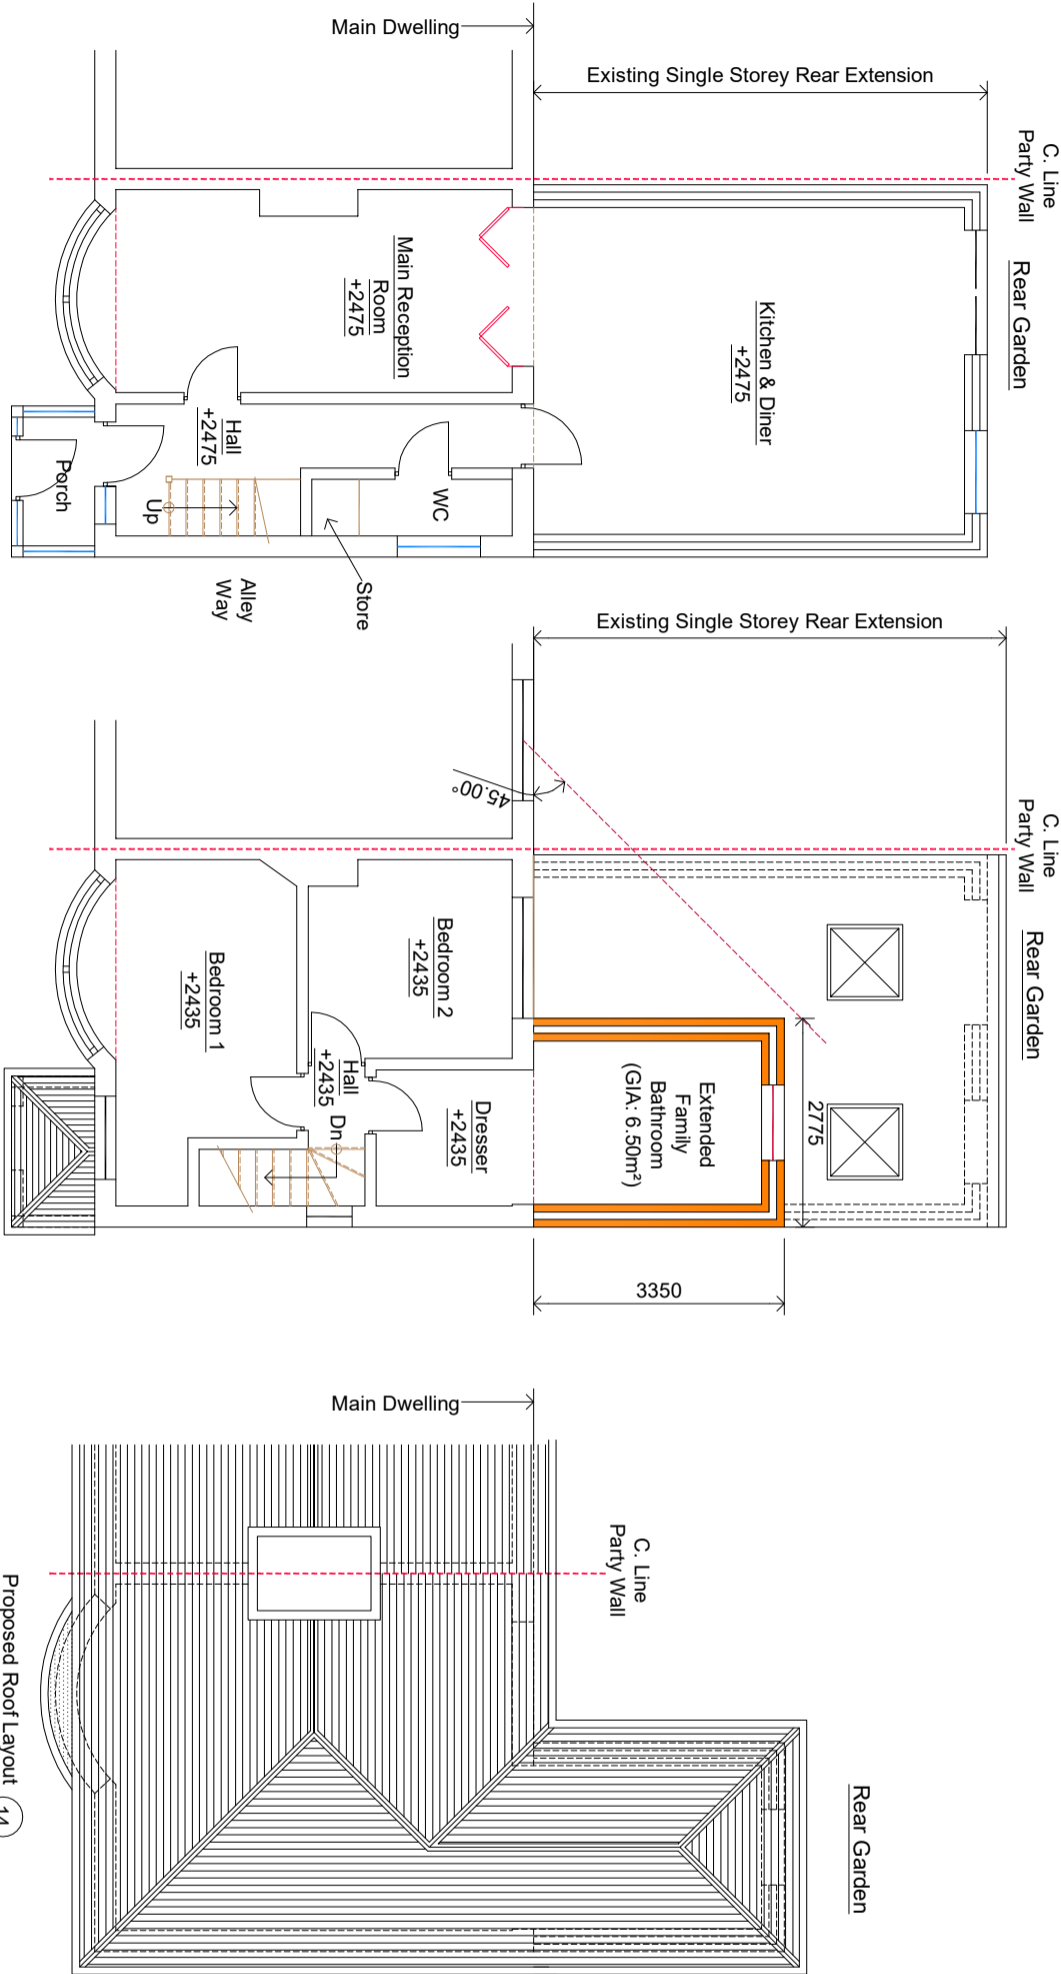 Main Dwelling
Existing Single Storey Rear Extension
C. Line
Party Wall
Rear Garden
Kitchen & Diner
+2475
Main Reception
Room
+2475
Hall
+2475
WC
Up
Porch
Store
Alley
Way
Existing Single Storey Rear Extension
C. Line
Party Wall
Rear Garden
45.00°
Bedroom 2
+2435
Bedroom 1
+2435
Hall
+2435
Dn
Dresser
+2435
Extended
Family
Bathroom
(GIA: 6.50m²)
2775
3350
Main Dwelling
C. Line
Party Wall
Rear Garden
Proposed Roof Layout